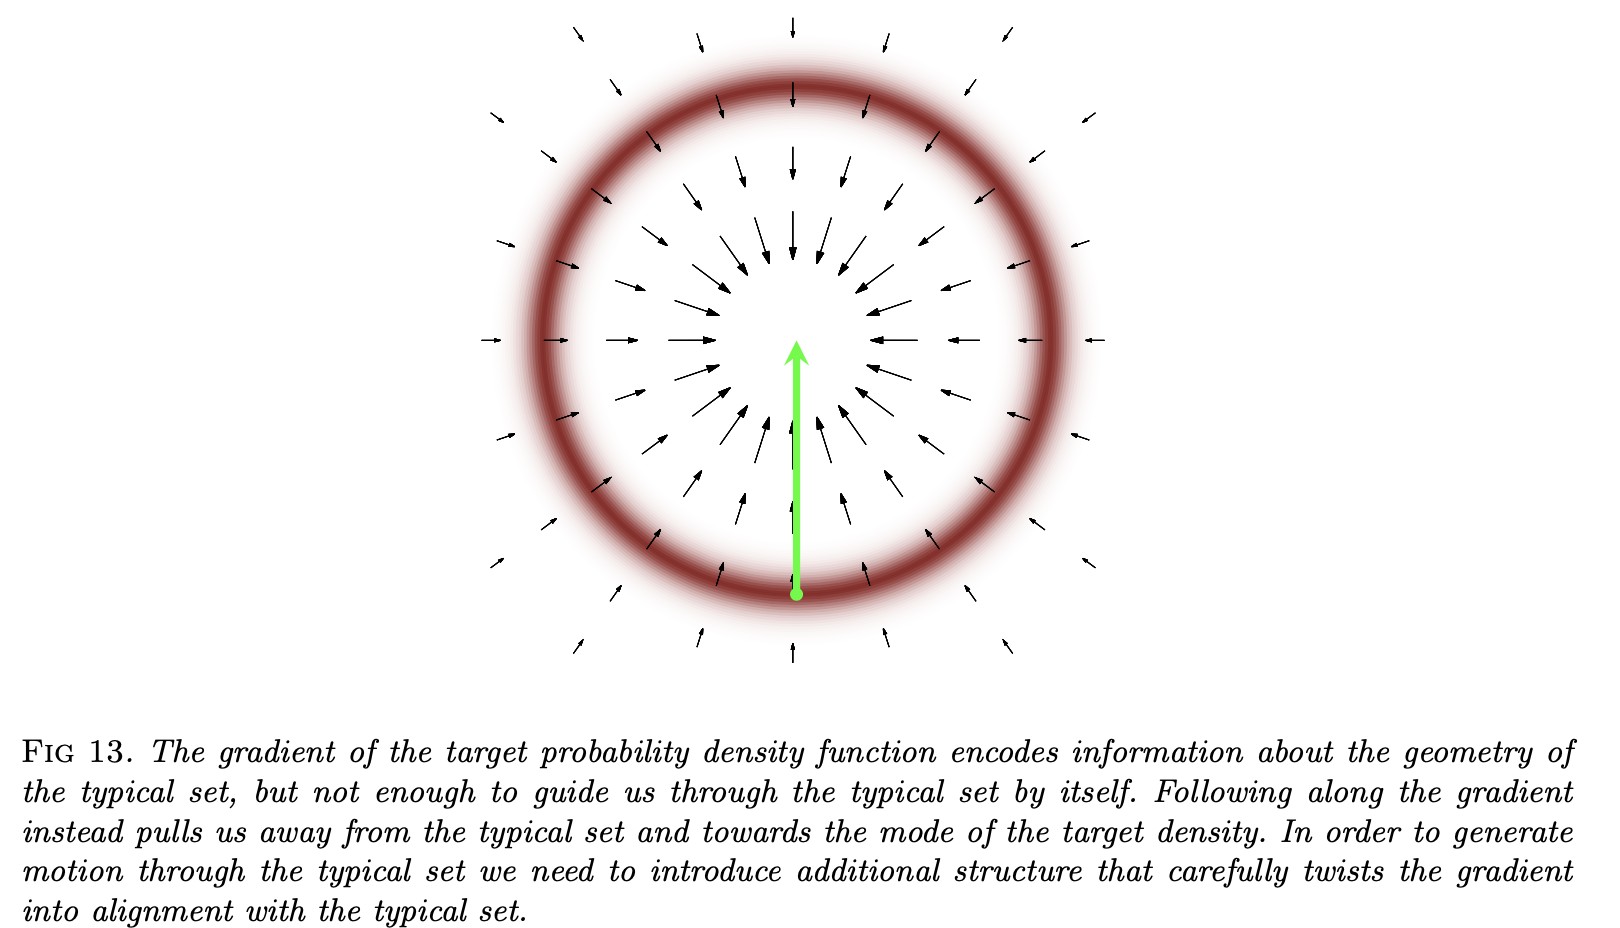 Fig 13. The gradient of the target probability density function encodes information about the geometry of
the typical set, but not enough to guide us through the typical set by itself. Following along the gradient
instead pulls us away from the typical set and towards the mode of the target density. In order to generate
motion through the typical set we need to introduce additional structure that carefully twists the gradient
into alignment with the typical set.